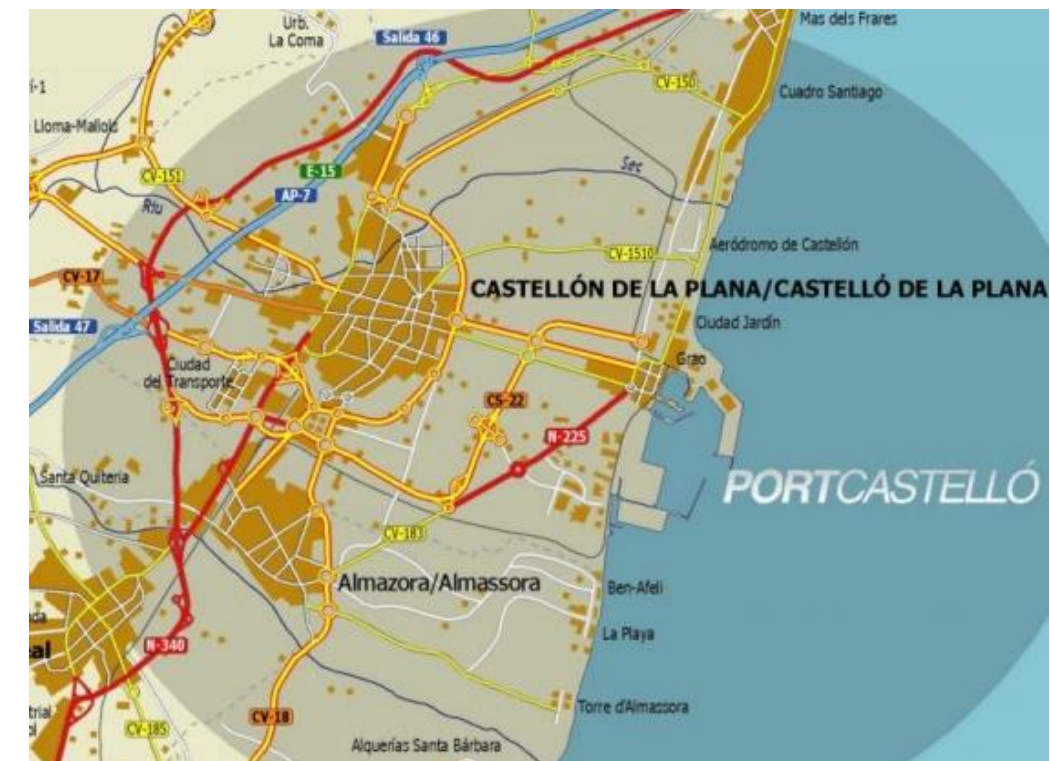 Urb.
La Coma
Salida 46
Mas dels Frares
CV-150
Cuadro Santiago
Lloma-Mallols
Sec
E-15
CV-151
AP-7
Riu
Aeródromo de Castellón
CV-1510
CV-17
CASTELLÓN DE LA PLANA/CASTELLÓ DE LA PLANA
Salida 47
Ciudad Jardín
Grao
Ciudad
del Transporte
CS-22
N-225
Santa Quiteria
PORTCASTELLÓ
CV-183
Almazora/Almassora
Ben-Afeli
La Playa
N-340
Torre d'Almassora
CV-18
CV-185
Alquerías Santa Bárbara